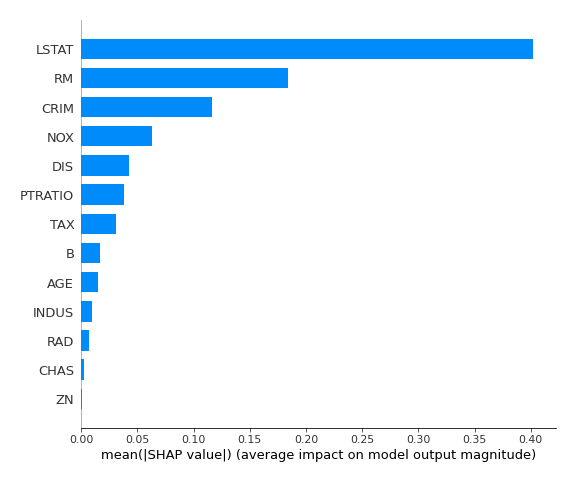 LSTAT
RM
CRIM
NOX
DIS
PTRATIO
TAX
B
AGE
INDUS
RAD
CHAS
ZN
0.00 0.05 0.10 0.15 0.20 0.25 0.30 0.35 0.40
mean(|SHAP value|) (average impact on model output magnitude)